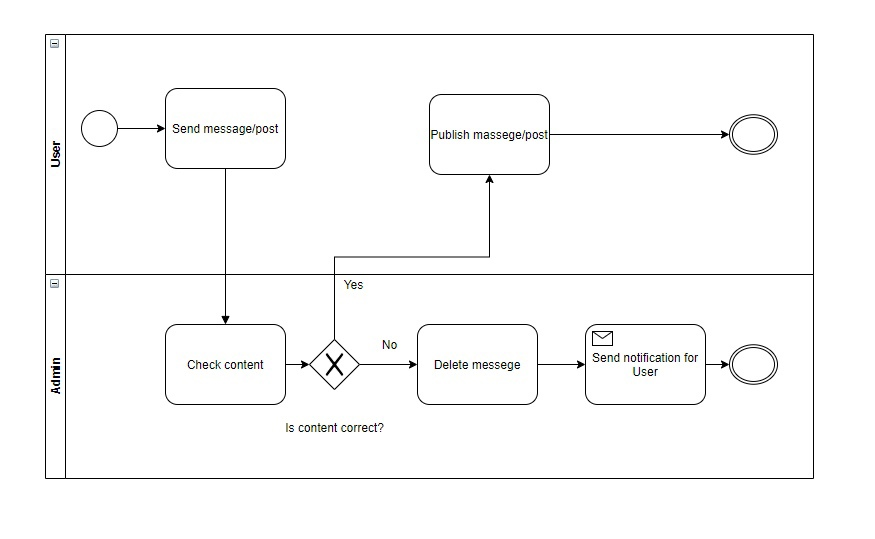 User
Send message/post
Publish massege/post
Yes
Admin
Check content
No
Delete messege
Send notification for
User
Is content correct?